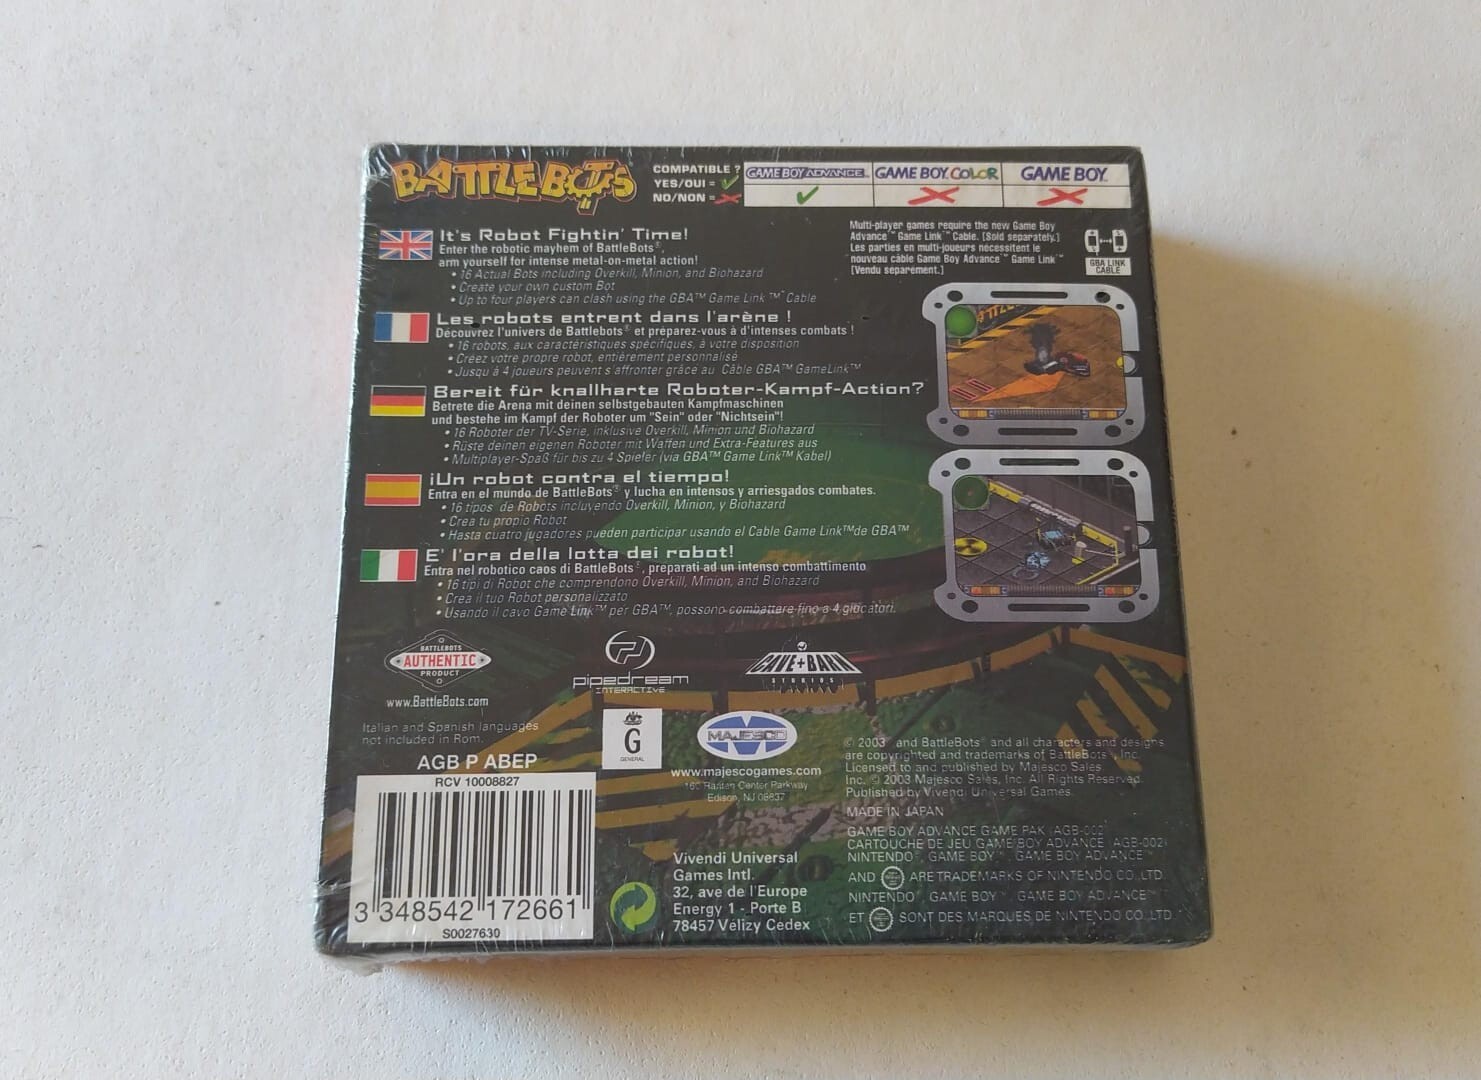 BATTLEBOTS
COMPATIBLE ?
YES/OUI =
NO/NON =
GAME BOY ADVANCE
GAME BOY COLOR
GAME BOY
It's Robot Fightin' Time!
Enter the robotic mayhem of BattleBots®,
arm yourself for intense metal-on-metal action!
• 16 Actual Bots including Overkill, Minion, and Biohazard
• Create your own custom Bot
• Up to four players can clash using the GBA™ Game Link ™ Cable
Multi-player games require the new Game Boy
Advance™ Game Link™ Cable. [Sold separately.]
Les parties en multi-joueurs nécessitent le
nouveau câble Game Boy Advance™ Game Link™
[Vendu séparément.]
GBA LINK
CABLE
Les robots entrent dans l'arène !
Découvrez l'univers de Battlebots® et préparez-vous à d'intenses combats !
• 16 robots, aux caractéristiques spécifiques, à votre disposition
• Créez votre propre robot, entièrement personnalisé
• Jusqu'à 4 joueurs peuvent s'affronter grâce au Câble GBA™ GameLink™
Bereit für knallharte Roboter-Kampf-Action?
Betrete die Arena mit deinen selbstgebauten Kampfmaschinen
und bestehe im Kampf der Roboter um "Sein" oder "Nichtsein"!
• 16 Roboter der TV-Serie, inklusive Overkill, Minion und Biohazard
• Rüste deinen eigenen Roboter mit Waffen und Extra-Features aus
• Multiplayer-Spaß für bis zu 4 Spieler (via GBA™ Game Link™ Kabel)
¡Un robot contra el tiempo!
Entra en el mundo de BattleBots® y lucha en intensos y arriesgados combates.
• 16 tipos de Robots incluyendo Overkill, Minion, y Biohazard
• Crea tu propio Robot
• Hasta cuatro jugadores pueden participar usando el Cable Game Link™de GBA™
E' l'ora della lotta dei robot!
Entra nel robotico caos di BattleBots®, preparati ad un intenso combattimento
• 16 tipi di Robot che comprendono Overkill, Minion, and Biohazard
• Crea il tuo Robot personalizzato
• Usando il cavo Game Link™ per GBA™, possono combattere fino a 4 giocatori.
BATTLEBOTS
AUTHENTIC
PRODUCT
www.BattleBots.com
pipedream
INTERACTIVE
CAVE+BARN
STUDIOS
Italian and Spanish languages
not included in Rom.
G
GENERAL
MAJESCO
www.majescogames.com
160 Raritan Center Parkway
Edison, NJ 08837
© 2003 and BattleBots® and all characters and designs
are copyrighted and trademarks of BattleBots, Inc.
Licensed to and published by Majesco Sales
Inc. © 2003 Majesco Sales, Inc. All Rights Reserved.
Published by Vivendi Universal Games.
MADE IN JAPAN
AGB P ABEP
RCV 10008827
3 348542 172661
S0027630
Vivendi Universal
Games Intl.
32, ave de l'Europe
Energy 1 - Porte B
78457 Velizy Cedex
GAME BOY ADVANCE GAME PAK (AGB-002)
CARTOUCHE DE JEU GAME BOY ADVANCE (AGB-002)
NINTENDO®, GAME BOY™, GAME BOY ADVANCE™
AND ARE TRADEMARKS OF NINTENDO CO., LTD.
NINTENDO®, GAME BOY™, GAME BOY ADVANCE™
ET SONT DES MARQUES DE NINTENDO CO., LTD.